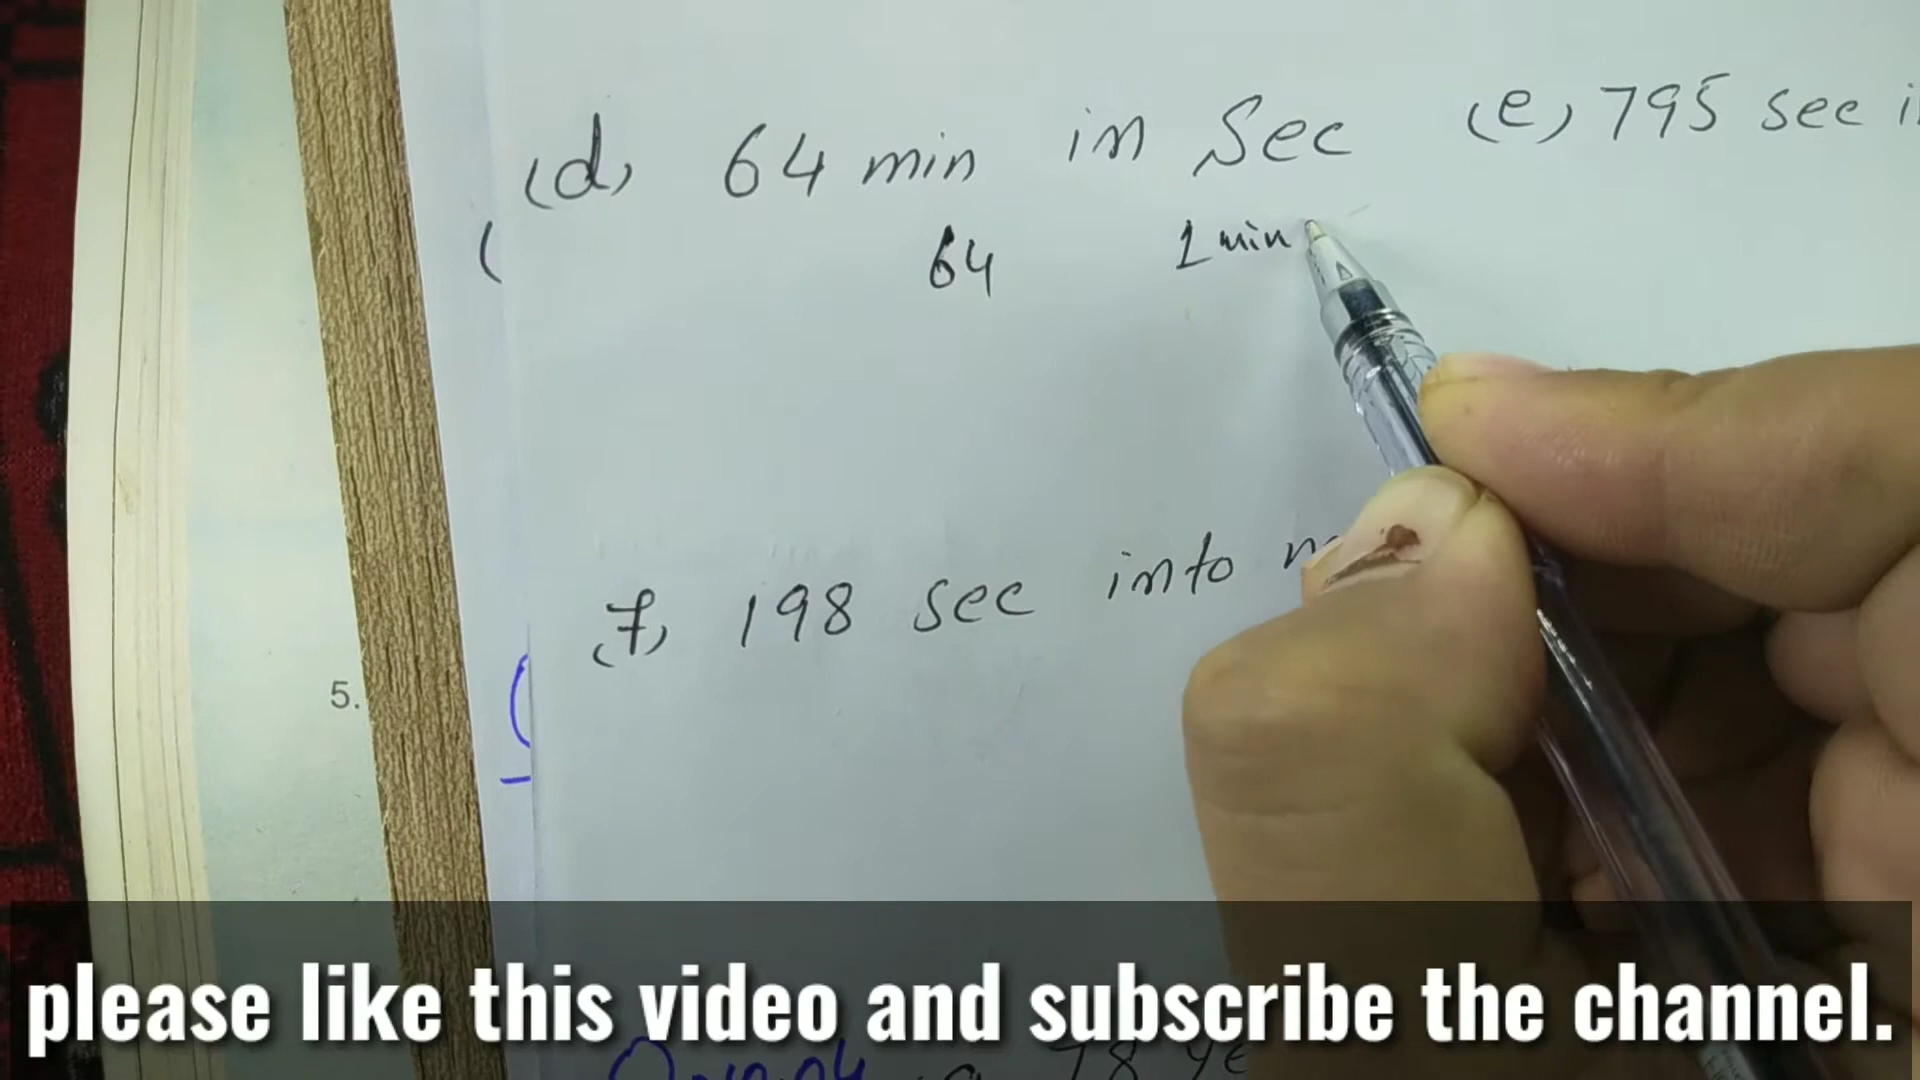 (d) 64 min in Sec (e) 795 sec
64 1 min
(f) 198 sec into
5.
please like this video and subscribe the channel.
78